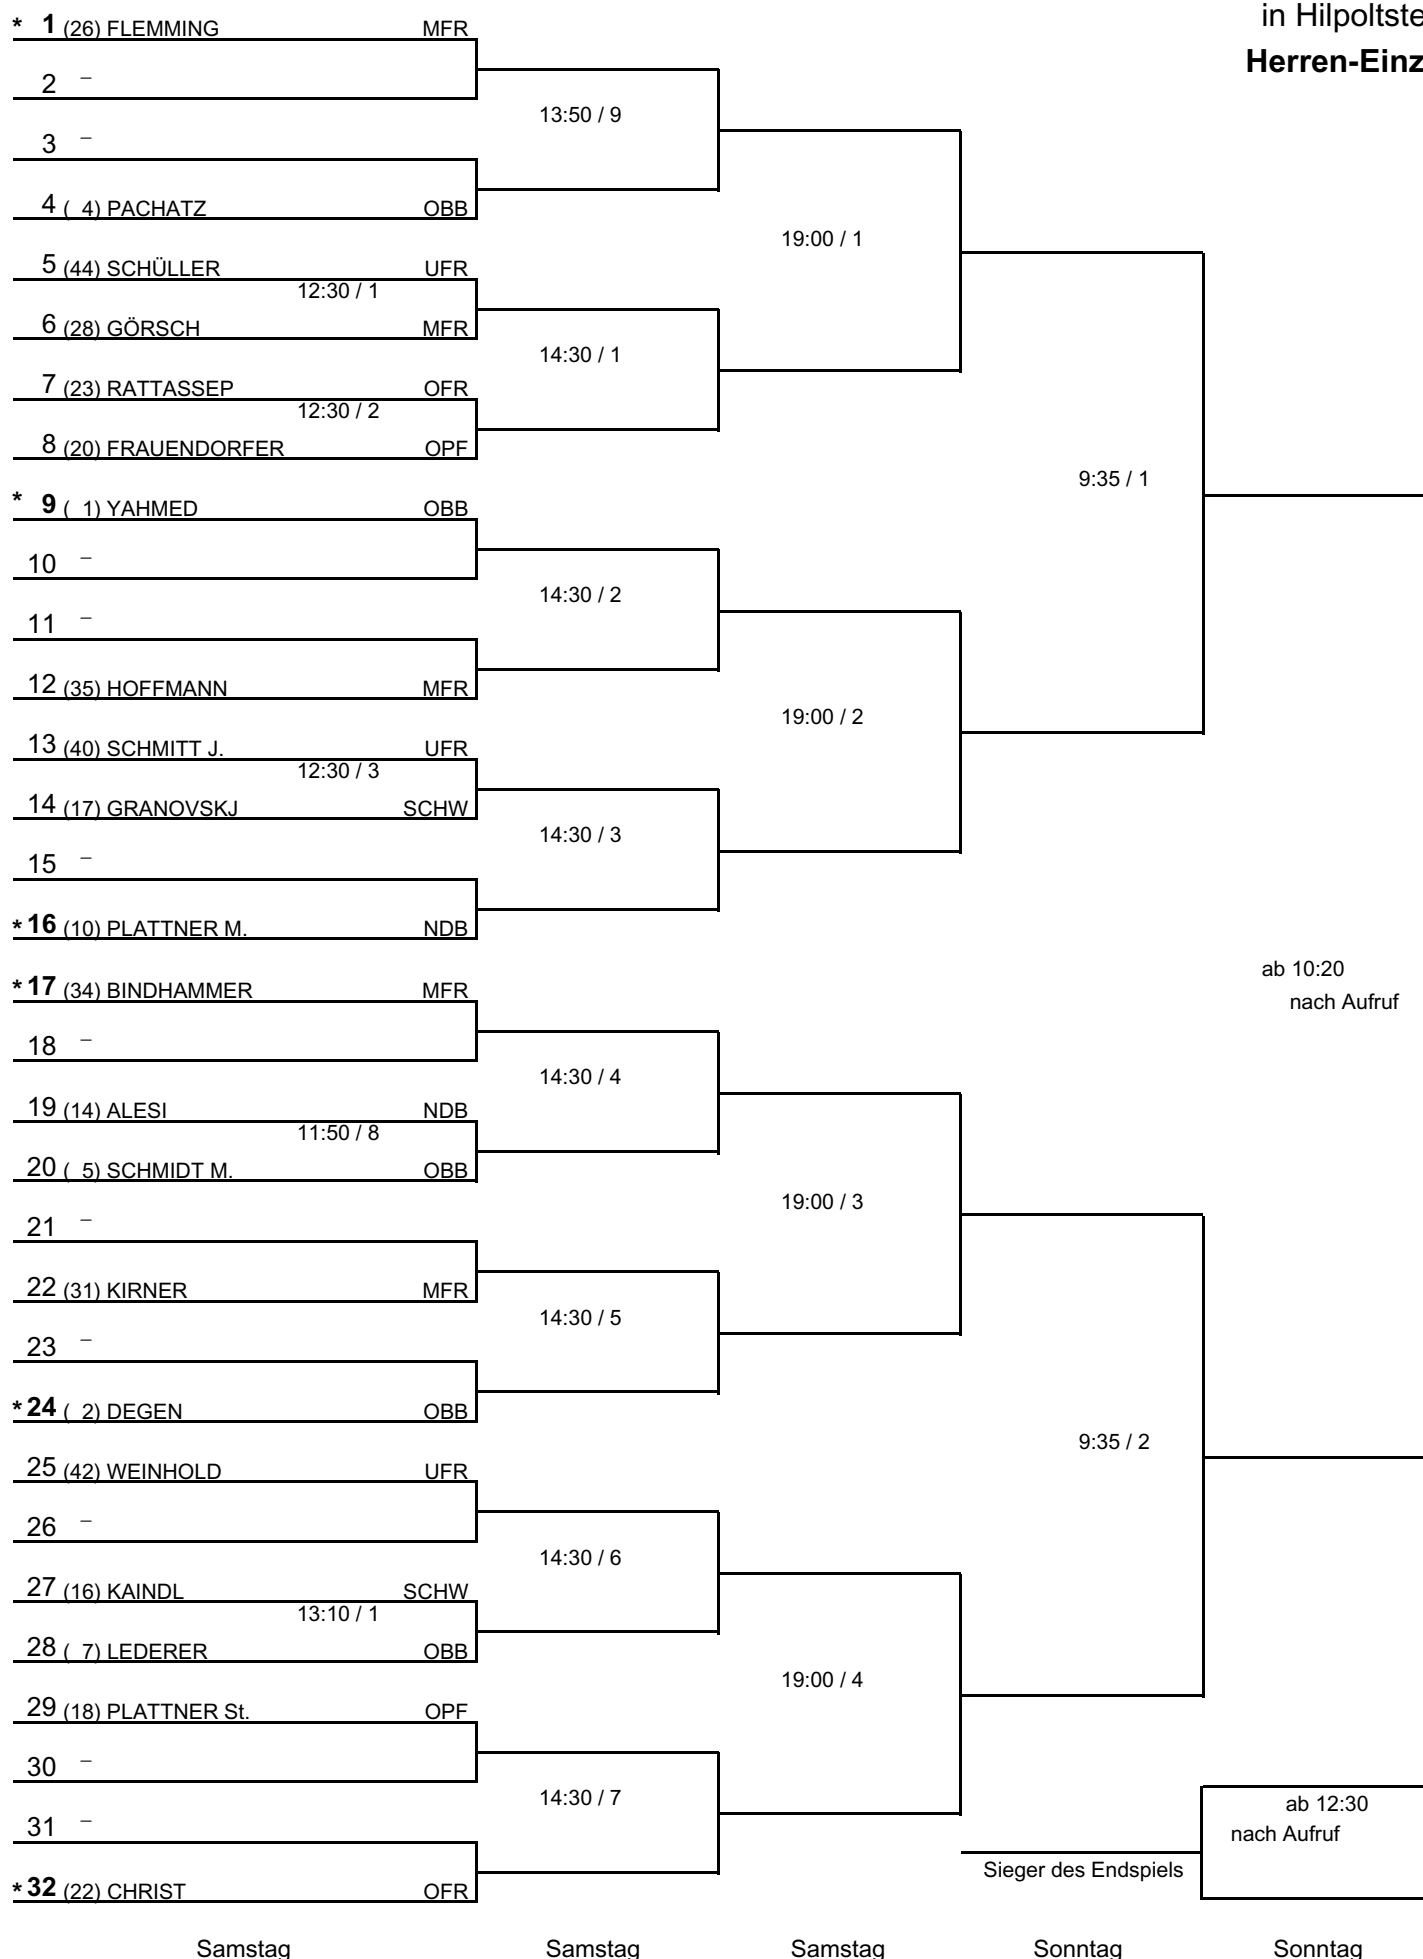 in Hilpoltste
Herren-Einz
* 1 (26) FLEMMING MFR
2 –
13:50 / 9
3 –
4 ( 4) PACHATZ OBB
19:00 / 1
5 (44) SCHÜLLER UFR
12:30 / 1
6 (28) GÖRSCH MFR
14:30 / 1
7 (23) RATTASSEP OFR
12:30 / 2
8 (20) FRAUENDORFER OPF
9:35 / 1
* 9 ( 1) YAHMED OBB
10 –
14:30 / 2
11 –
12 (35) HOFFMANN MFR
19:00 / 2
13 (40) SCHMITT J. UFR
12:30 / 3
14 (17) GRANOVSKJ SCHW
14:30 / 3
15 –
* 16 (10) PLATTNER M. NDB
ab 10:20
nach Aufruf
* 17 (34) BINDHAMMER MFR
18 –
14:30 / 4
19 (14) ALESI NDB
11:50 / 8
20 ( 5) SCHMIDT M. OBB
19:00 / 3
21 –
22 (31) KIRNER MFR
14:30 / 5
23 –
* 24 ( 2) DEGEN OBB
9:35 / 2
25 (42) WEINHOLD UFR
26 –
14:30 / 6
27 (16) KAINDL SCHW
13:10 / 1
28 ( 7) LEDERER OBB
19:00 / 4
29 (18) PLATTNER St. OPF
30 –
14:30 / 7
ab 12:30
31 –
nach Aufruf
Sieger des Endspiels
* 32 (22) CHRIST OFR
Samstag Samstag Samstag Sonntag Sonntag